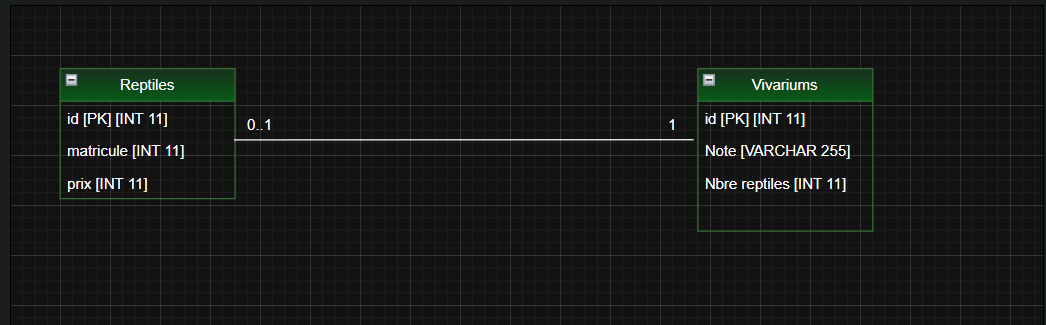 Reptiles
id [PK] [INT 11]
matricule [INT 11]
prix [INT 11]
0..1
1
Vivariums
id [PK] [INT 11]
Note [VARCHAR 255]
Nbre reptiles [INT 11]